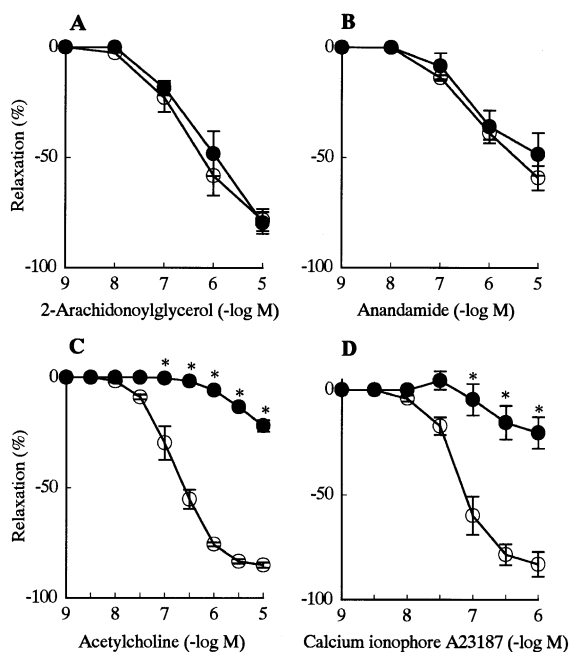 A
B
0
0
Relaxation (%)
-50
-50
-100
-100
9 8 7 6 5
9 8 7 6 5
2-Arachidonoylglycerol (-log M)
Anandamide (-log M)
C
D
* * * * *
* * *
0
0
Relaxation (%)
-50
-50
-100
-100
9 8 7 6 5
9 8 7 6
Acetylcholine (-log M)
Calcium ionophore A23187 (-log M)